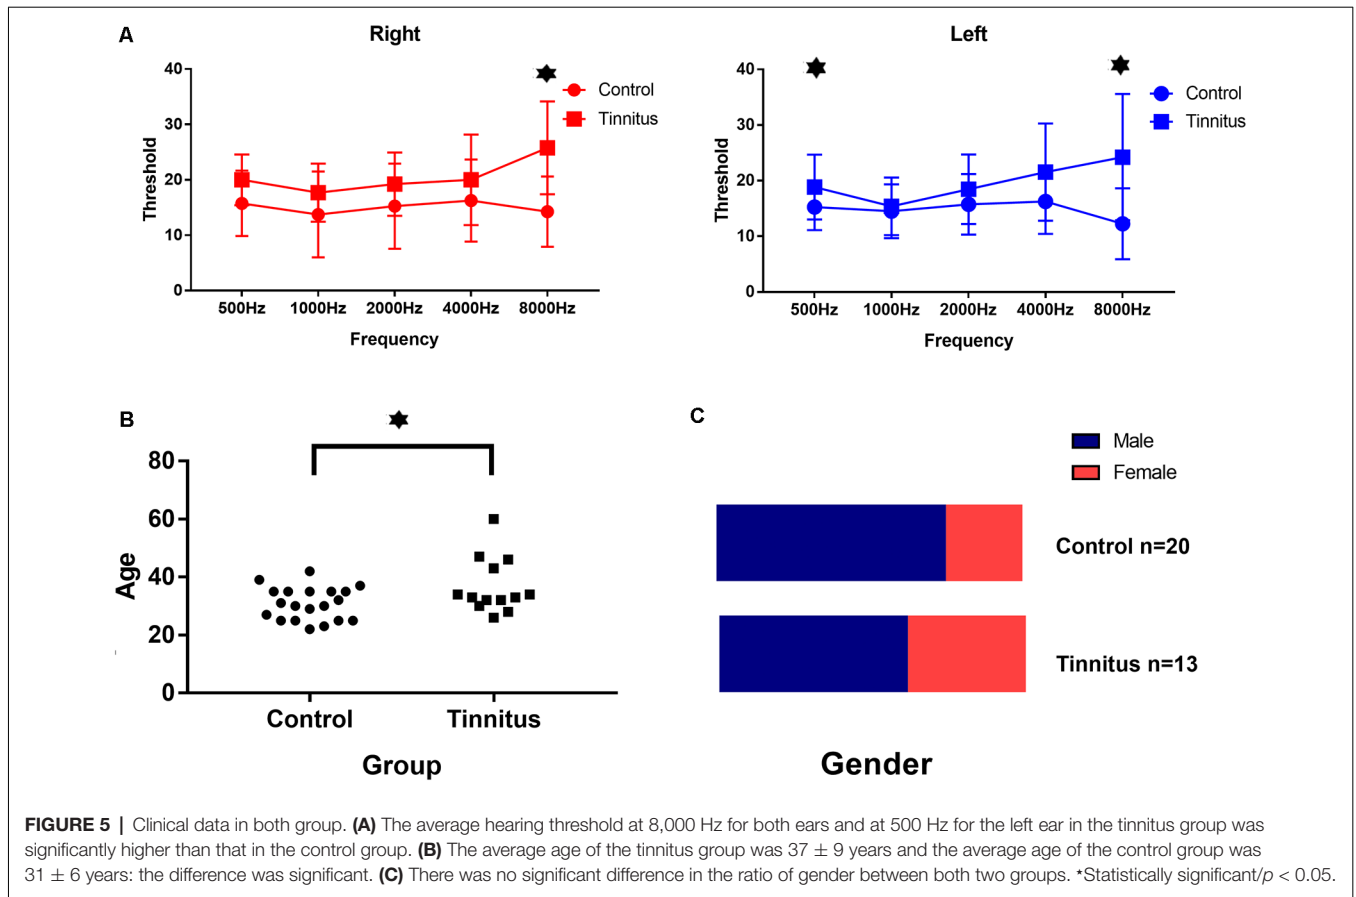 A
Right
Left
40
30
20
10
0
Threshold
Control
Tinnitus
500Hz 1000Hz 2000Hz 4000Hz 8000Hz
Frequency
40
30
20
10
0
Threshold
Control
Tinnitus
500Hz 1000Hz 2000Hz 4000Hz 8000Hz
Frequency
B
80
60
40
20
0
Age
Control Tinnitus
Group
C
Male
Female
Control n=20
Tinnitus n=13
Gender
FIGURE 5 | Clinical data in both group. (A) The average hearing threshold at 8,000 Hz for both ears and at 500 Hz for the left ear in the tinnitus group was
significantly higher than that in the control group. (B) The average age of the tinnitus group was 37 ± 9 years and the average age of the control group was
31 ± 6 years: the difference was significant. (C) There was no significant difference in the ratio of gender between both two groups. *Statistically significant/p < 0.05.